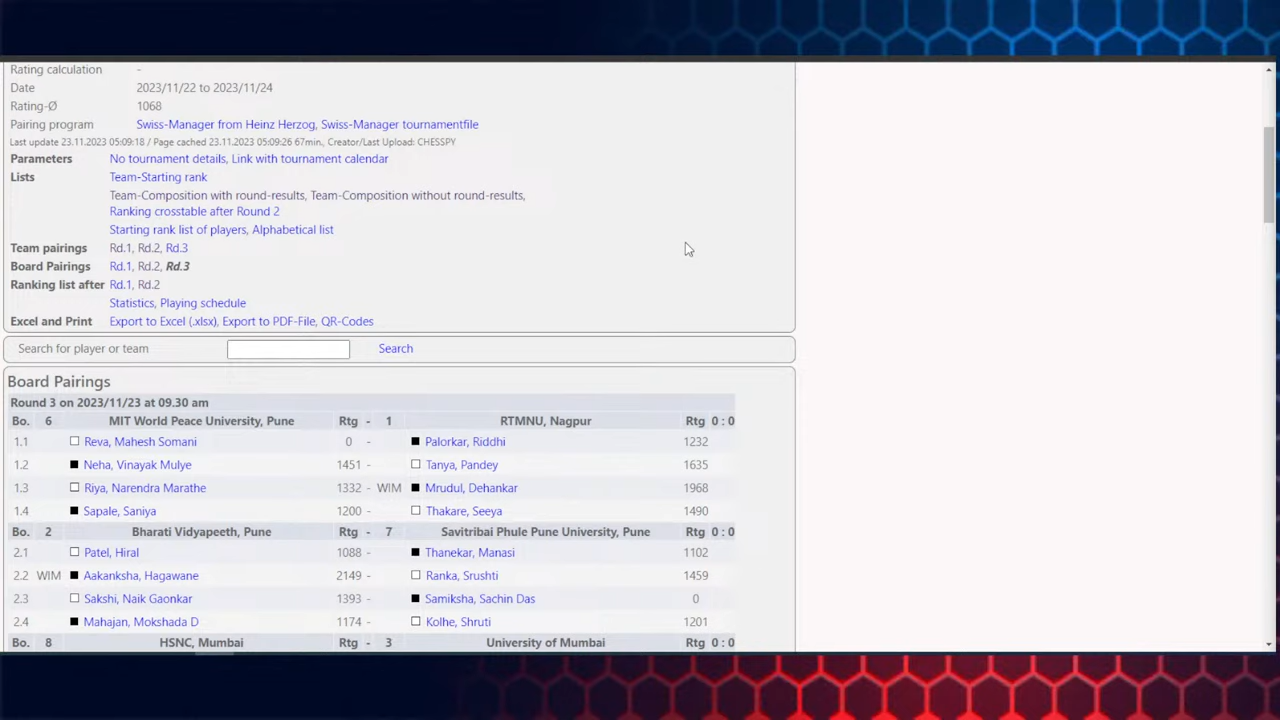 Rating calculation -
Date 2023/11/22 to 2023/11/24
Rating-Ø 1068
Pairing program Swiss-Manager from Heinz Herzog, Swiss-Manager tournamentfile
Last update 23.11.2023 05:09:18 / Page cached 23.11.2023 05:09:26 67min., Creator/Last Upload: CHESSPY
Parameters No tournament details, Link with tournament calendar
Lists Team-Starting rank
Team-Composition with round-results, Team-Composition without round-results,
Ranking crosstable after Round 2
Starting rank list of players, Alphabetical list
Team pairings Rd.1, Rd.2, Rd.3
Board Pairings Rd.1, Rd.2, Rd.3
Ranking list after Rd.1, Rd.2
Statistics, Playing schedule
Excel and Print Export to Excel (.xlsx), Export to PDF-File, QR-Codes
Search for player or team Search
Board Pairings
Round 3 on 2023/11/23 at 09.30 am
Bo. 6 MIT World Peace University, Pune Rtg - 1 RTMNU, Nagpur Rtg 0 : 0
1.1 Reva, Mahesh Somani 0 - Palorkar, Riddhi 1232
1.2 Neha, Vinayak Mulye 1451 - Tanya, Pandey 1635
1.3 Riya, Narendra Marathe 1332 - WIM Mrudul, Dehankar 1968
1.4 Sapale, Saniya 1200 - Thakare, Seeya 1490
Bo. 2 Bharati Vidyapeeth, Pune Rtg - 7 Savitribai Phule Pune University, Pune Rtg 0 : 0
2.1 Patel, Hiral 1088 - Thanekar, Manasi 1102
2.2 WIM Aakanksha, Hagawane 2149 - Ranka, Srushti 1459
2.3 Sakshi, Naik Gaonkar 1393 - Samiksha, Sachin Das 0
2.4 Mahajan, Mokshada D 1174 - Kolhe, Shruti 1201
Bo. 8 HSNC, Mumbai Rtg - 3 University of Mumbai Rtg 0 : 0